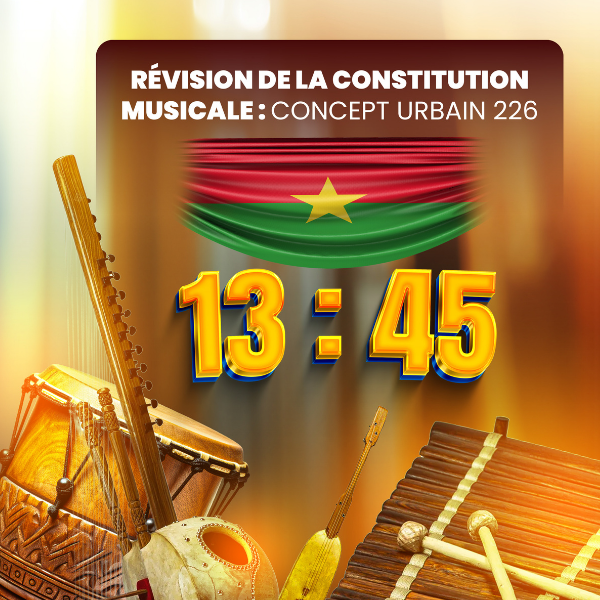 RÉVISION DE LA CONSTITUTION
MUSICALE : CONCEPT URBAIN 226
13 : 45